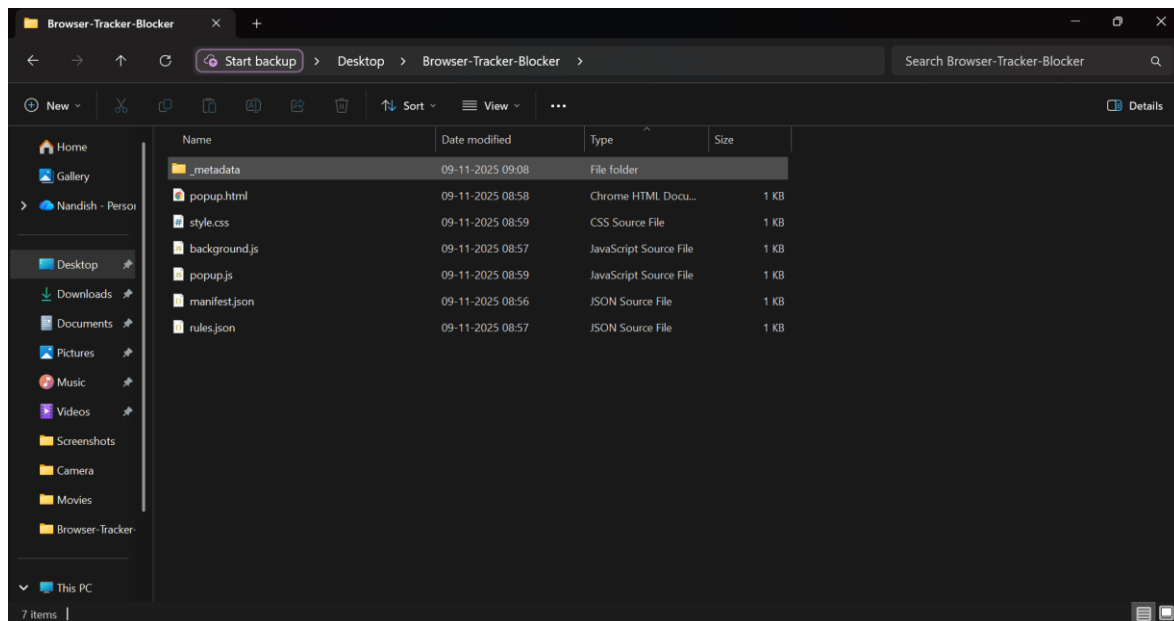 Browser-Tracker-Blocker
Start backup > Desktop > Browser-Tracker-Blocker >
Search Browser-Tracker-Blocker
New
Sort
View
Details
Home
Gallery
Nandish - Persor
Desktop
Downloads
Documents
Pictures
Music
Videos
Screenshots
Camera
Movies
Browser-Tracker-
This PC
Name Date modified Type Size
_metadata 09-11-2025 09:08 File folder
popup.html 09-11-2025 08:58 Chrome HTML Docu... 1 KB
style.css 09-11-2025 08:59 CSS Source File 1 KB
background.js 09-11-2025 08:57 JavaScript Source File 1 KB
popup.js 09-11-2025 08:59 JavaScript Source File 1 KB
manifest.json 09-11-2025 08:56 JSON Source File 1 KB
rules.json 09-11-2025 08:57 JSON Source File 1 KB
7 items